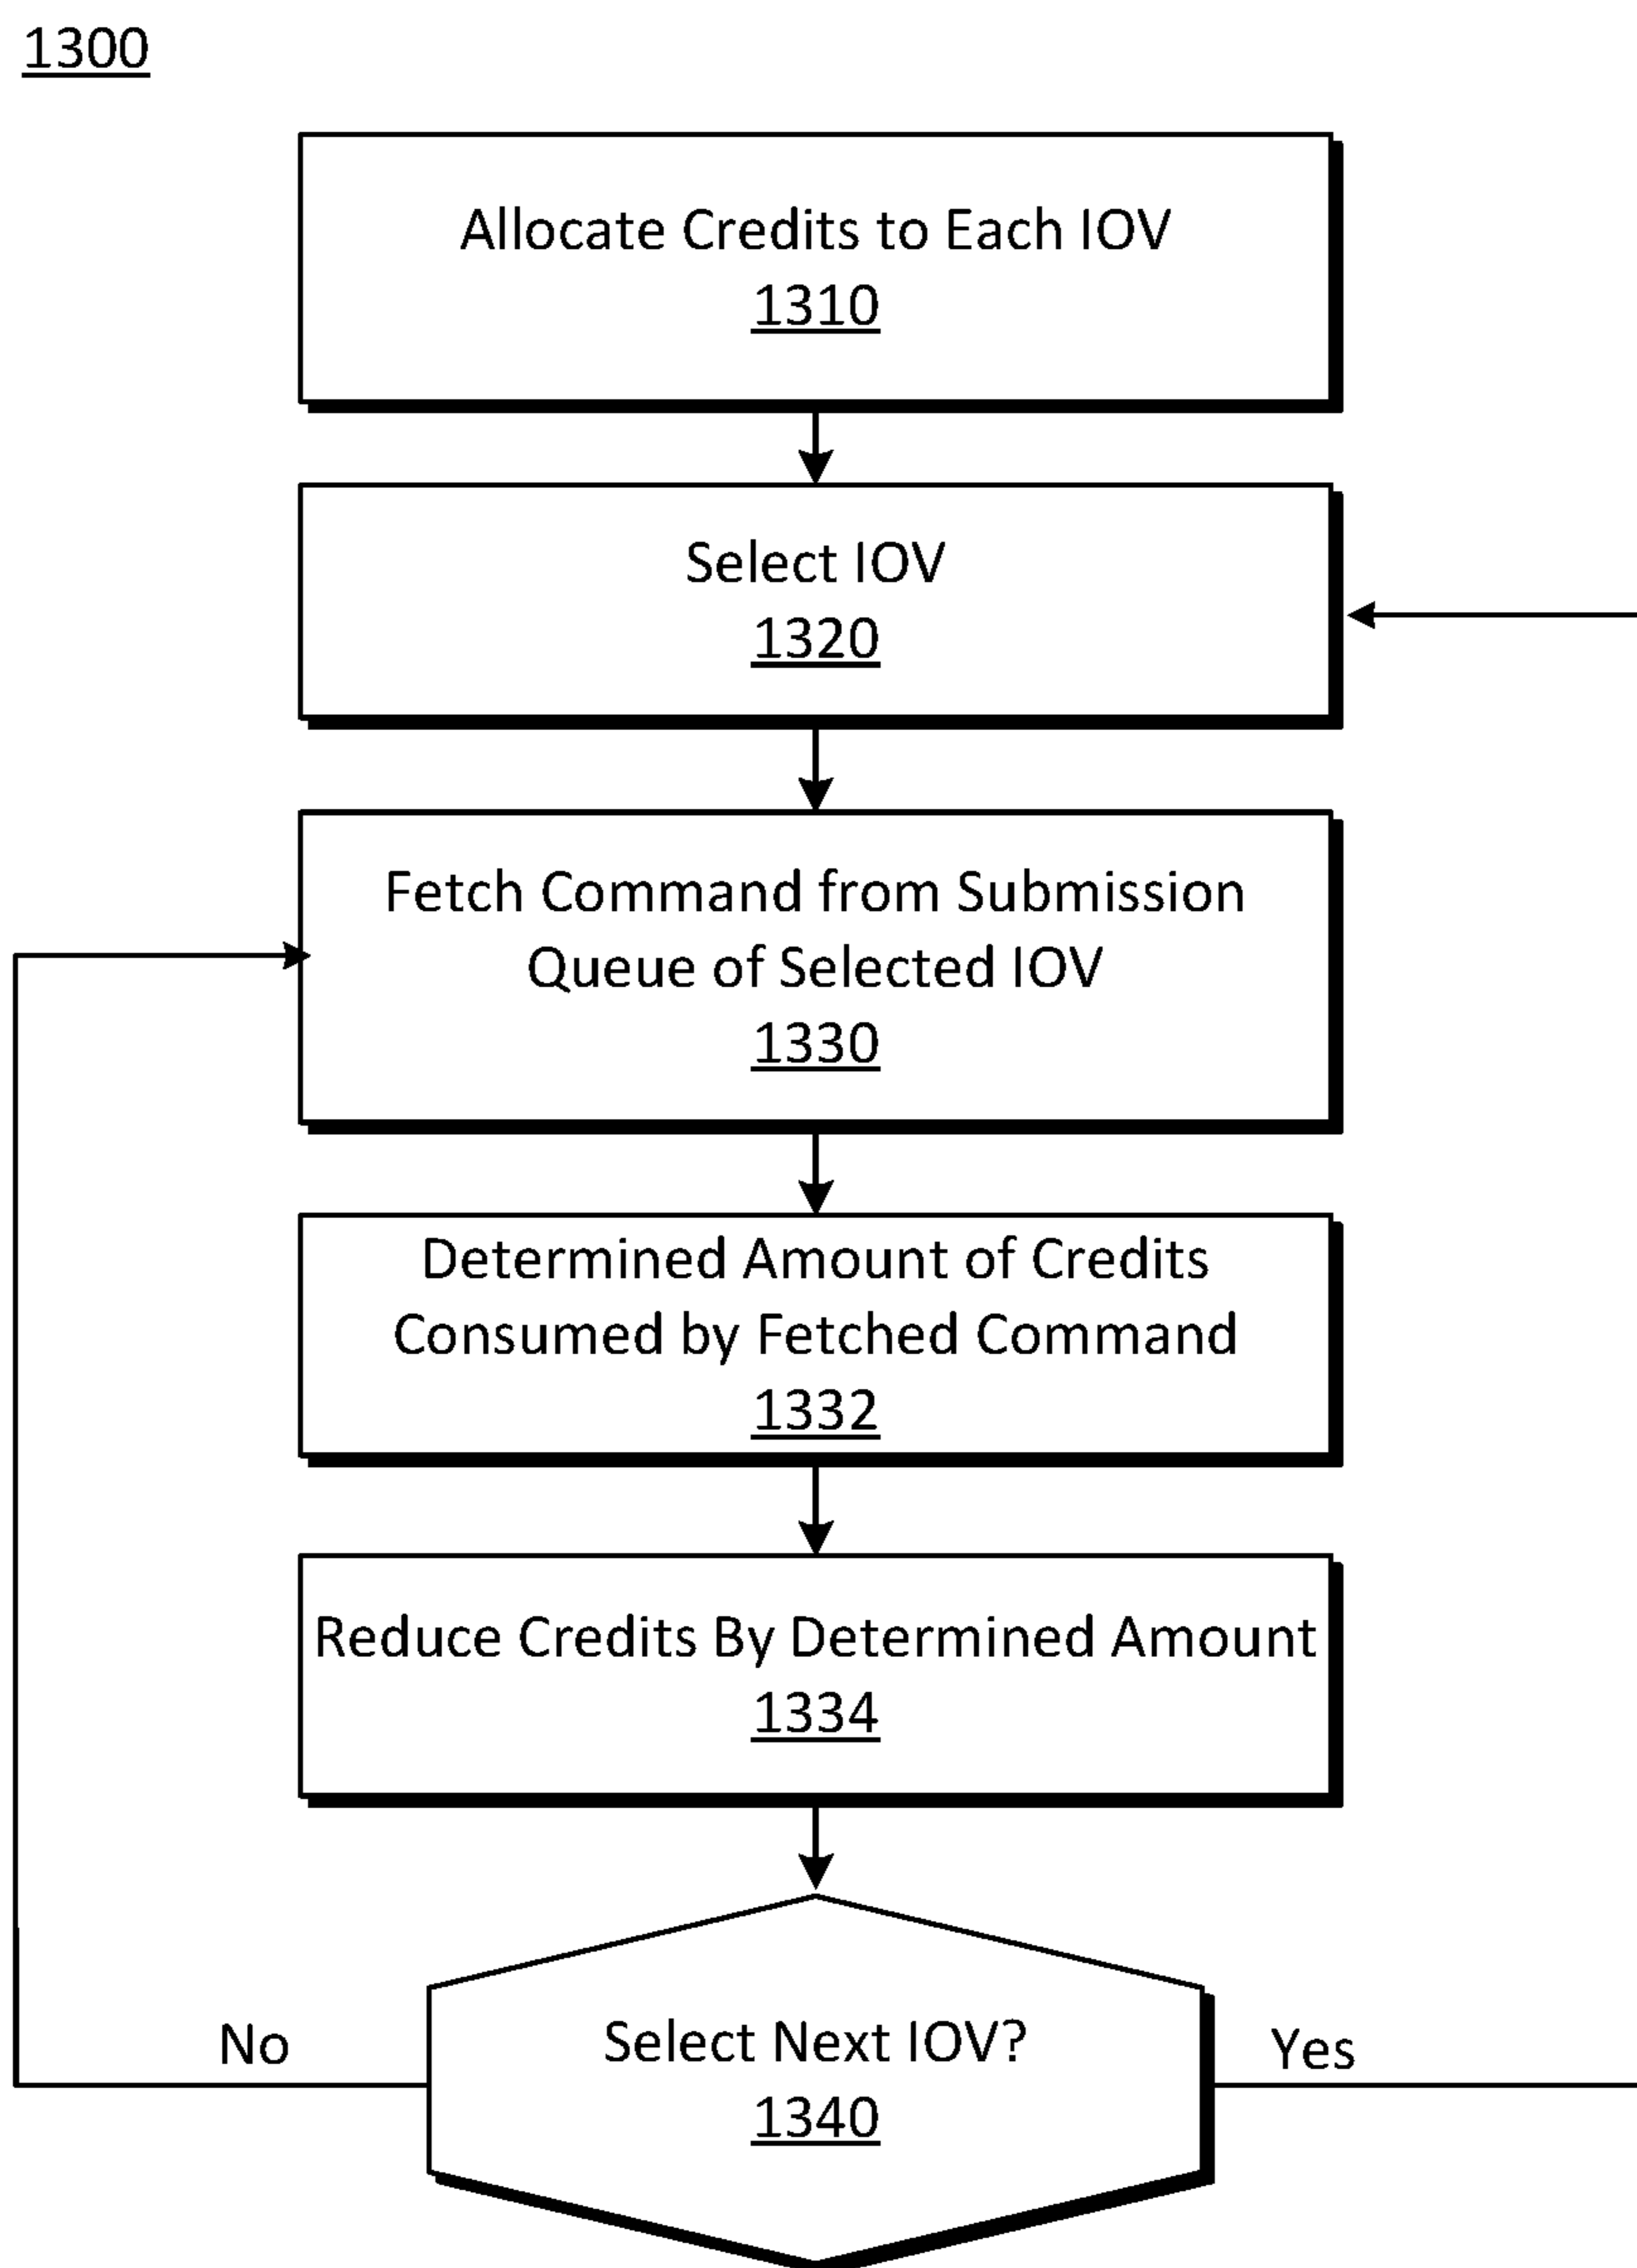 1300
Allocate Credits to Each IOV
1310
Select IOV
1320
Fetch Command from Submission
Queue of Selected IOV
1330
Determined Amount of Credits
Consumed by Fetched Command
1332
Reduce Credits By Determined Amount
1334
No
Select Next IOV?
Yes
1340